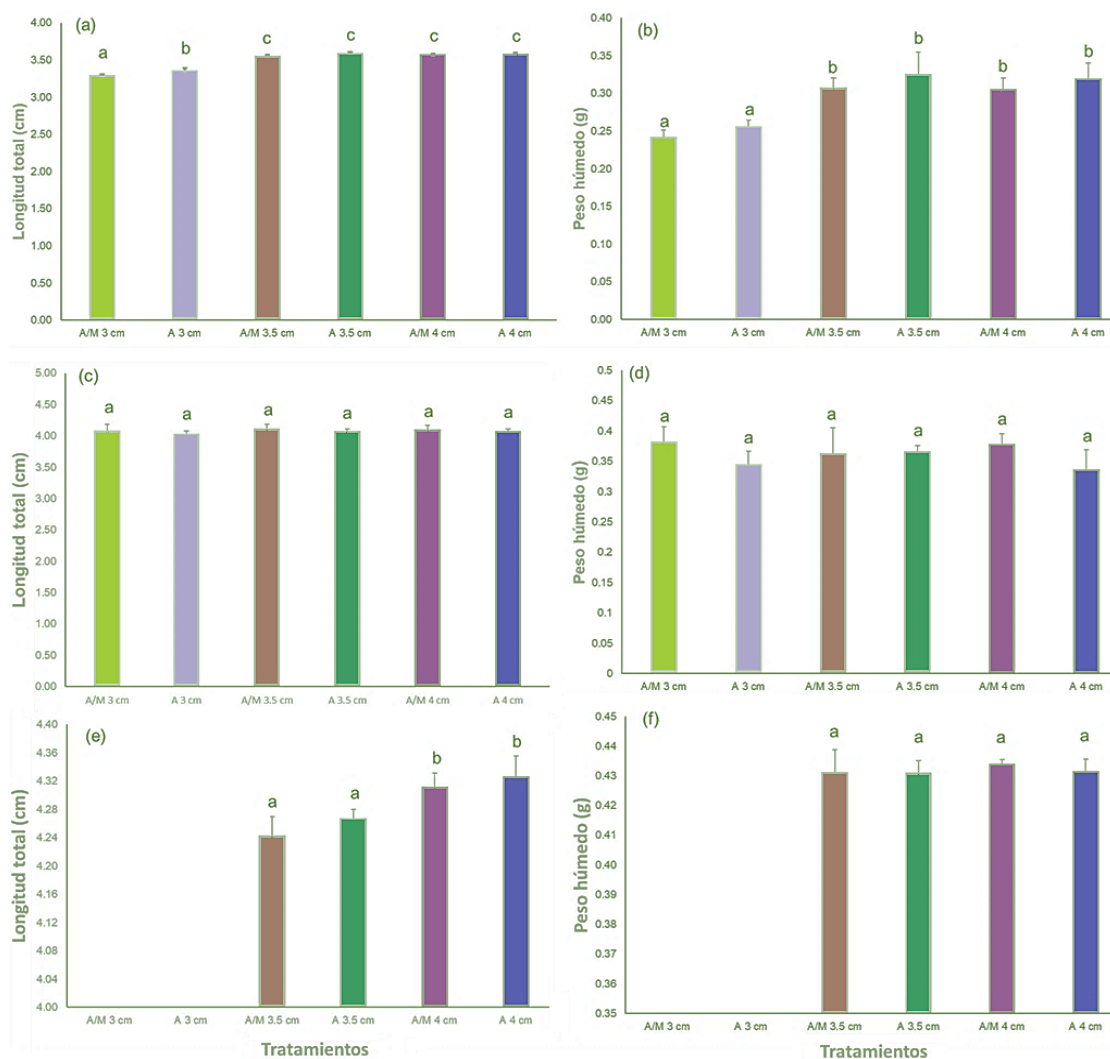 (a)
Longitud total (cm)
4.00
3.50
3.00
2.50
2.00
1.50
1.00
0.50
0.00
a
b
c
c
c
c
A/M 3 cm
A 3 cm
A/M 3.5 cm
A 3.5 cm
A/M 4 cm
A 4 cm
(b)
Peso húmedo (g)
0.40
0.35
0.30
0.25
0.20
0.15
0.10
0.05
0.00
a
a
b
b
b
b
A/M 3 cm
A 3 cm
A/M 3.5 cm
A 3.5 cm
A/M 4 cm
A 4 cm
(c)
Longitud total (cm)
5.00
4.50
4.00
3.50
3.00
2.50
2.00
1.50
1.00
0.50
0.00
a
a
a
a
a
a
A/M 3 cm
A 3 cm
A/M 3.5 cm
A 3.5 cm
A/M 4 cm
A 4 cm
(d)
Peso húmedo (g)
0.5
0.45
0.4
0.35
0.3
0.25
0.2
0.15
0.1
0.05
0
a
a
a
a
a
a
A/M 3 cm
A 3 cm
A/M 3.5 cm
A 3.5 cm
A/M 4 cm
A 4 cm
(e)
Longitud total (cm)
4.40
4.36
4.32
4.28
4.24
4.20
4.16
4.12
4.08
4.04
4.00
a
a
b
b
A/M 3 cm
A 3 cm
A/M 3.5 cm
A 3.5 cm
A/M 4 cm
A 4 cm
Tratamientos
(f)
Peso húmedo (g)
0.45
0.44
0.43
0.42
0.41
0.40
0.39
0.38
0.37
0.36
0.35
a
a
a
a
A/M 3 cm
A 3 cm
A/M 3.5 cm
A 3.5 cm
A/M 4 cm
A 4 cm
Tratamientos